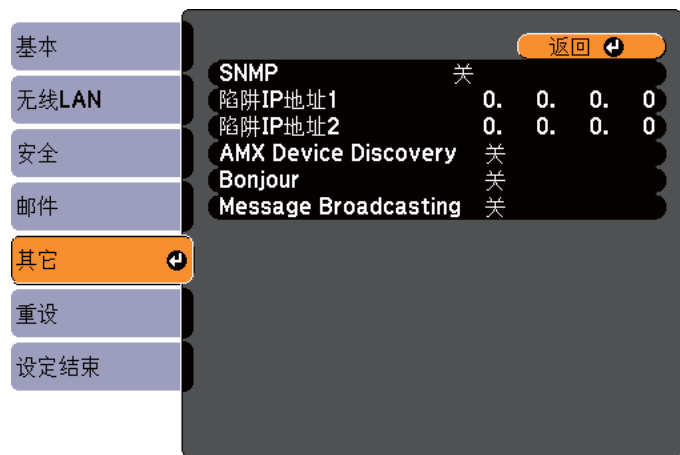 基本
无线LAN
安全
邮件
其它
重设
设定结束
返回
SNMP 关
陷阱IP地址1 0. 0. 0. 0
陷阱IP地址2 0. 0. 0. 0
AMX Device Discovery 关
Bonjour 关
Message Broadcasting 关